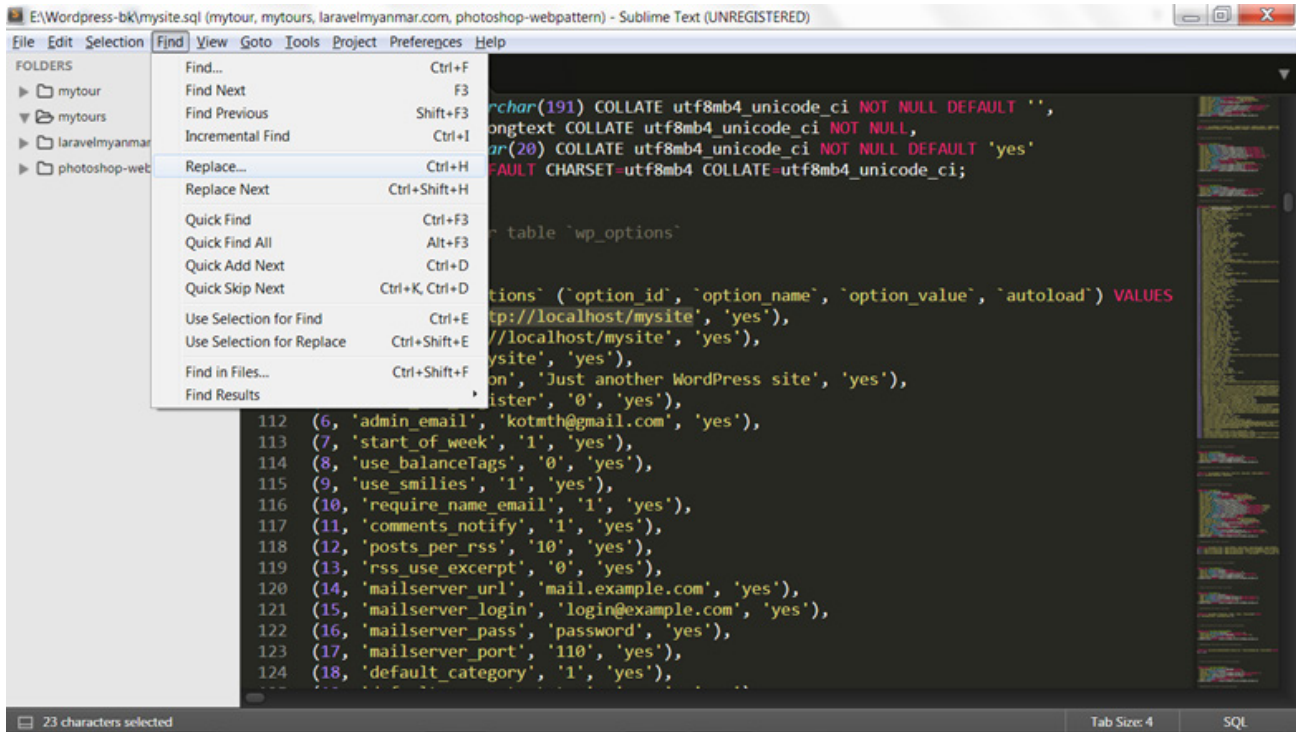 E:\Wordpress-bk\mysite.sql (mytour, mytours, laravelmyanmar.com, photoshop-webpattern) - Sublime Text (UNREGISTERED)
File Edit Selection Find View Goto Tools Project Preferences Help
FOLDERS
mytour
mytours
laravelmyanmar
photoshop-web
Find... Ctrl+F
Find Next F3
Find Previous Shift+F3
Incremental Find Ctrl+I
Replace... Ctrl+H
Replace Next Ctrl+Shift+H
Quick Find Ctrl+F3
Quick Find All Alt+F3
Quick Add Next Ctrl+D
Quick Skip Next Ctrl+K, Ctrl+D
Use Selection for Find Ctrl+E
Use Selection for Replace Ctrl+Shift+E
Find in Files... Ctrl+Shift+F
Find Results
rchar(191) COLLATE utf8mb4_unicode_ci NOT NULL DEFAULT '',
ongtext COLLATE utf8mb4_unicode_ci NOT NULL,
ar(20) COLLATE utf8mb4_unicode_ci NOT NULL DEFAULT 'yes'
FAULT CHARSET=utf8mb4 COLLATE=utf8mb4_unicode_ci;
r table `wp_options`
tions` (`option_id`, `option_name`, `option_value`, `autoload`) VALUES
tp://localhost/mysite', 'yes'),
//localhost/mysite', 'yes'),
ysite', 'yes'),
on', 'Just another WordPress site', 'yes'),
ister', '0', 'yes'),
112 (6, 'admin_email', 'kotmth@gmail.com', 'yes'),
113 (7, 'start_of_week', '1', 'yes'),
114 (8, 'use_balanceTags', '0', 'yes'),
115 (9, 'use_smilies', '1', 'yes'),
116 (10, 'require_name_email', '1', 'yes'),
117 (11, 'comments_notify', '1', 'yes'),
118 (12, 'posts_per_rss', '10', 'yes'),
119 (13, 'rss_use_excerpt', '0', 'yes'),
120 (14, 'mailserver_url', 'mail.example.com', 'yes'),
121 (15, 'mailserver_login', 'login@example.com', 'yes'),
122 (16, 'mailserver_pass', 'password', 'yes'),
123 (17, 'mailserver_port', '110', 'yes'),
124 (18, 'default_category', '1', 'yes'),
23 characters selected Tab Size: 4 SQL